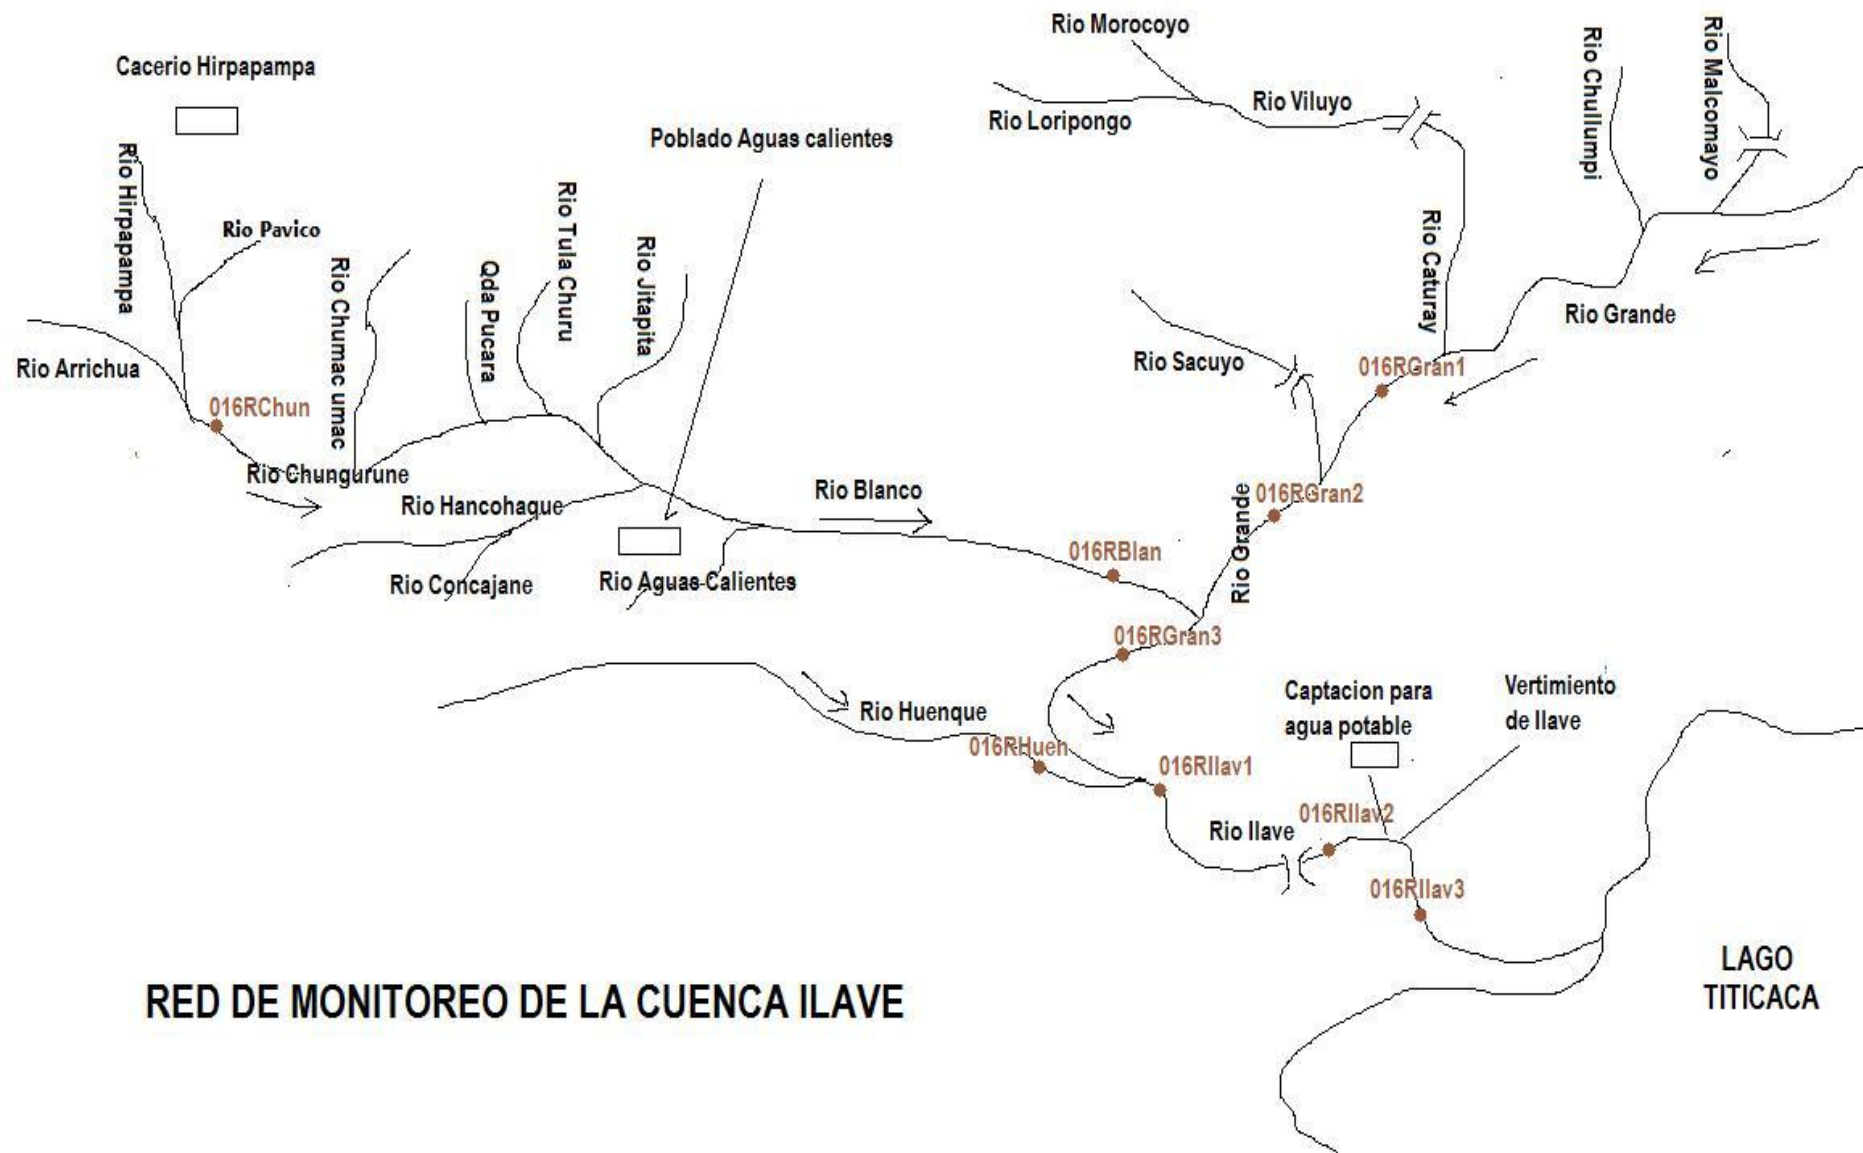 Rio Morocoyo
Cacerio Hirpapampa
Rio Loripongo
Rio Viluyo
Rio Chullumpi
Rio Malcomayo
Poblado Aguas calientes
Rio Hirpapampa
Rio Pavico
Rio Chumac umac
Qda Pucara
Rio Tula Churu
Rio Jitapita
Rio Caturay
Rio Grande
Rio Arrichua
Rio Sacuyo
016RGran1
016RChun
Rio Chungurune
Rio Hancohaque
Rio Blanco
016RGran2
Rio Grande
016RBlan
Rio Concajane
Rio Aguas Calientes
016RGran3
Captacion para
agua potable
Vertimiento
de Ilave
Rio Huenque
016RHuen
016RIlav1
016RIlav2
Rio Ilave
016RIlav3
LAGO
TITICACA
RED DE MONITOREO DE LA CUENCA ILAVE